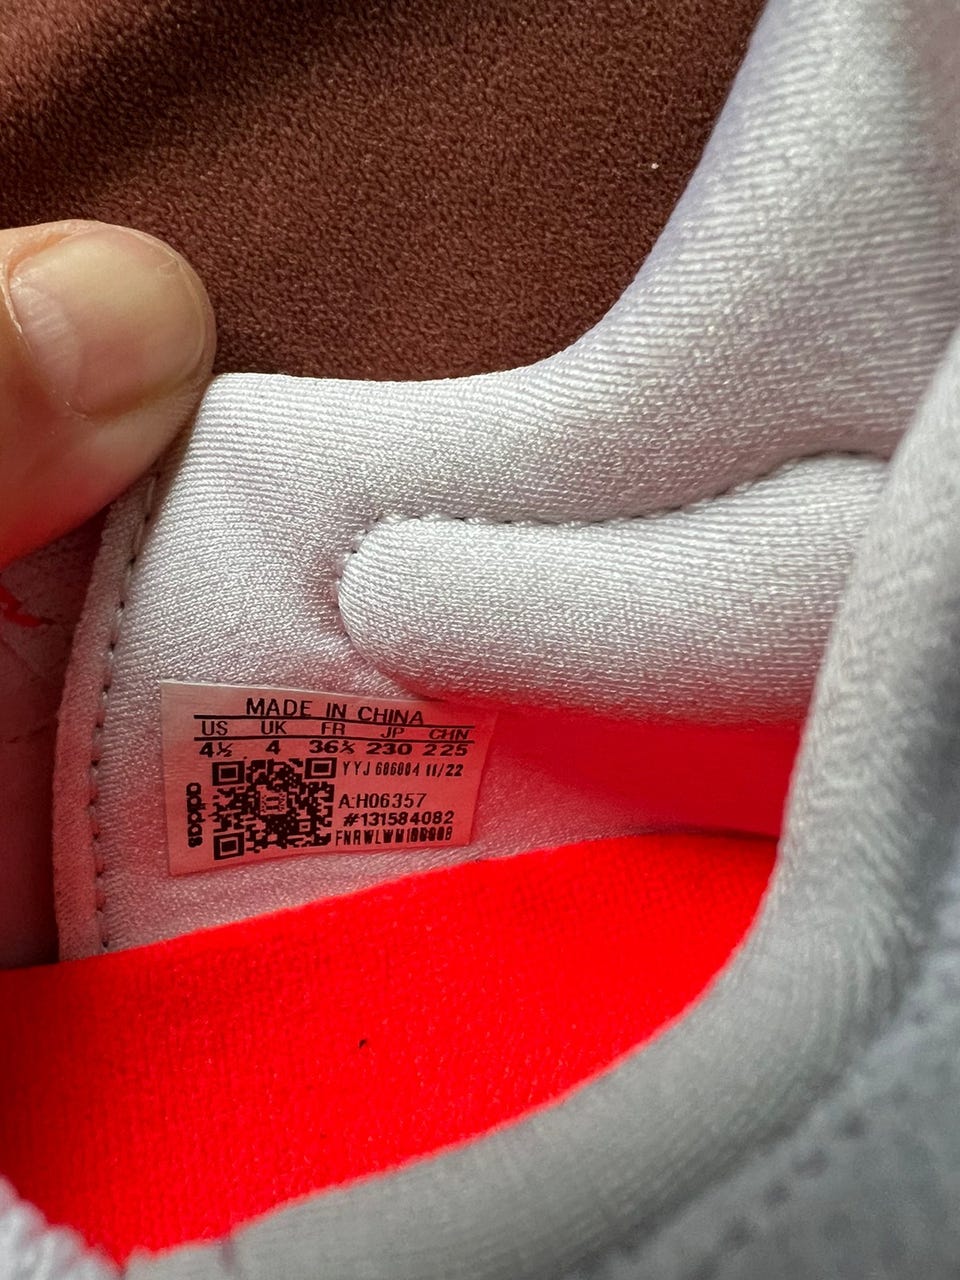 MADE IN CHINA
US UK FR JP CHN
4½ 4 36⅔ 230 225
YYJ 606004 11/22
adidas
A:H06357
#131584082